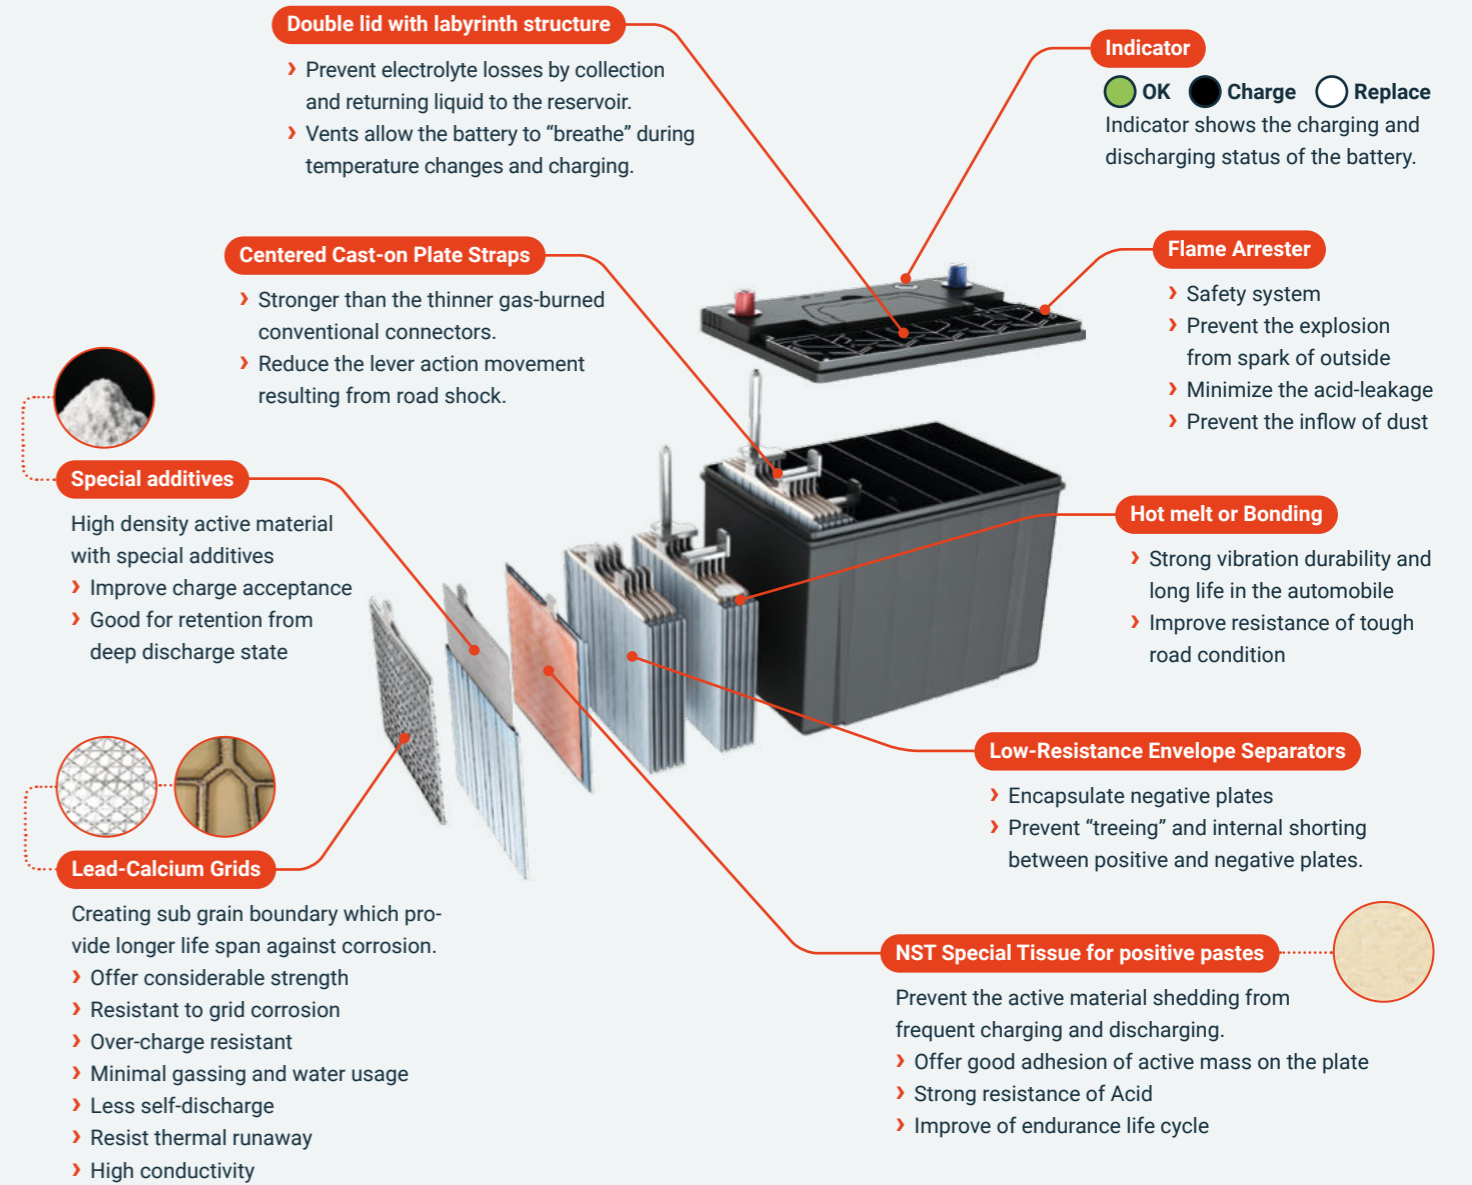 Double lid with labyrinth structure
› Prevent electrolyte losses by collection
and returning liquid to the reservoir.
› Vents allow the battery to “breathe” during
temperature changes and charging.
Indicator
OK Charge Replace
Indicator shows the charging and
discharging status of the battery.
Centered Cast-on Plate Straps
› Stronger than the thinner gas-burned
conventional connectors.
› Reduce the lever action movement
resulting from road shock.
Flame Arrester
› Safety system
› Prevent the explosion
from spark of outside
› Minimize the acid-leakage
› Prevent the inflow of dust
Special additives
High density active material
with special additives
› Improve charge acceptance
› Good for retention from
deep discharge state
Hot melt or Bonding
› Strong vibration durability and
long life in the automobile
› Improve resistance of tough
road condition
Low-Resistance Envelope Separators
› Encapsulate negative plates
› Prevent “treeing” and internal shorting
between positive and negative plates.
Lead-Calcium Grids
Creating sub grain boundary which pro-
vide longer life span against corrosion.
› Offer considerable strength
› Resistant to grid corrosion
› Over-charge resistant
› Minimal gassing and water usage
› Less self-discharge
› Resist thermal runaway
› High conductivity
NST Special Tissue for positive pastes
Prevent the active material shedding from
frequent charging and discharging.
› Offer good adhesion of active mass on the plate
› Strong resistance of Acid
› Improve of endurance life cycle